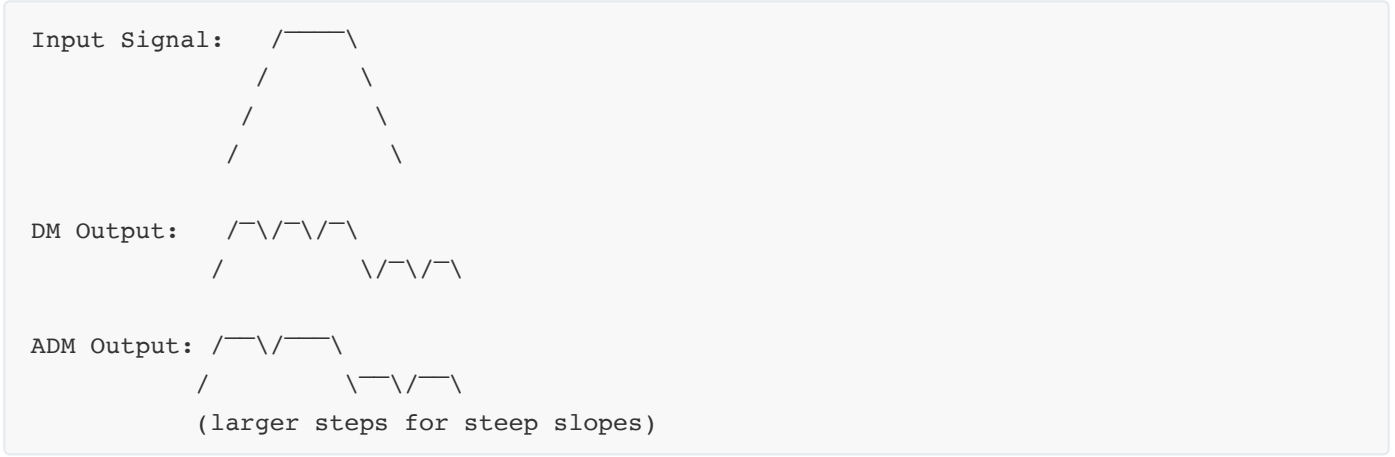 Input Signal:   /‾‾‾‾\
               /      \
              /        \
             /          \
DM Output:   /‾\/‾\/‾\
            /         \/‾\/‾\
ADM Output: /‾‾\/‾‾‾\
           /         \‾‾\/‾‾\
           (larger steps for steep slopes)